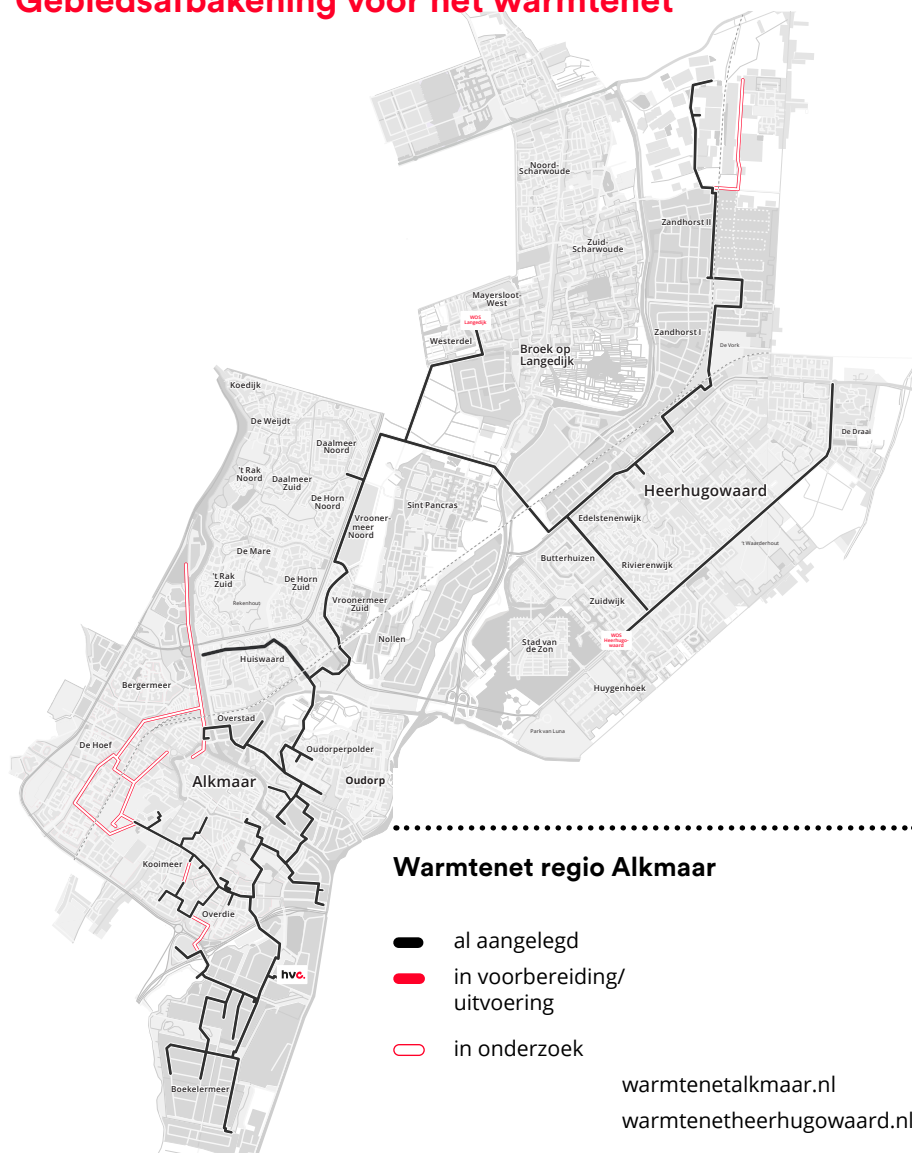 Gebiedsafbakening voor het warmtenet
Noord-
Scharwoude
Zandhorst II
Zuid-
Scharwoude
Mayersloot-
West
WOS
Langedijk
Westerdel
Zandhorst I
Broek op
Langedijk
De Vork
Koedijk
De Weijdt
De Draai
Daalmeer
Noord
't Rak
Noord
Daalmeer
Zuid
De Horn
Noord
Sint Pancras
Heerhugowaard
Vrooner-
meer
Noord
Edelstenenwijk
't Waarderhout
De Mare
Butterhuizen
Rivierenwijk
't Rak
Zuid
De Horn
Zuid
Rekenhout
Vroonermeer
Zuid
Zuidwijk
Nollen
Stad van
de Zon
WOS
Heerhugo-
waard
Huiswaard
Bergermeer
Huygenhoek
Overstad
Park van Luna
De Hoef
Oudorperpolder
Alkmaar
Oudorp
Kooimeer
Overdie
hvc.
Boekelermeer
Warmtenet regio Alkmaar
al aangelegd
in voorbereiding/
uitvoering
in onderzoek
warmtenetalkmaar.nl
warmtenetheerhugowaard.nl